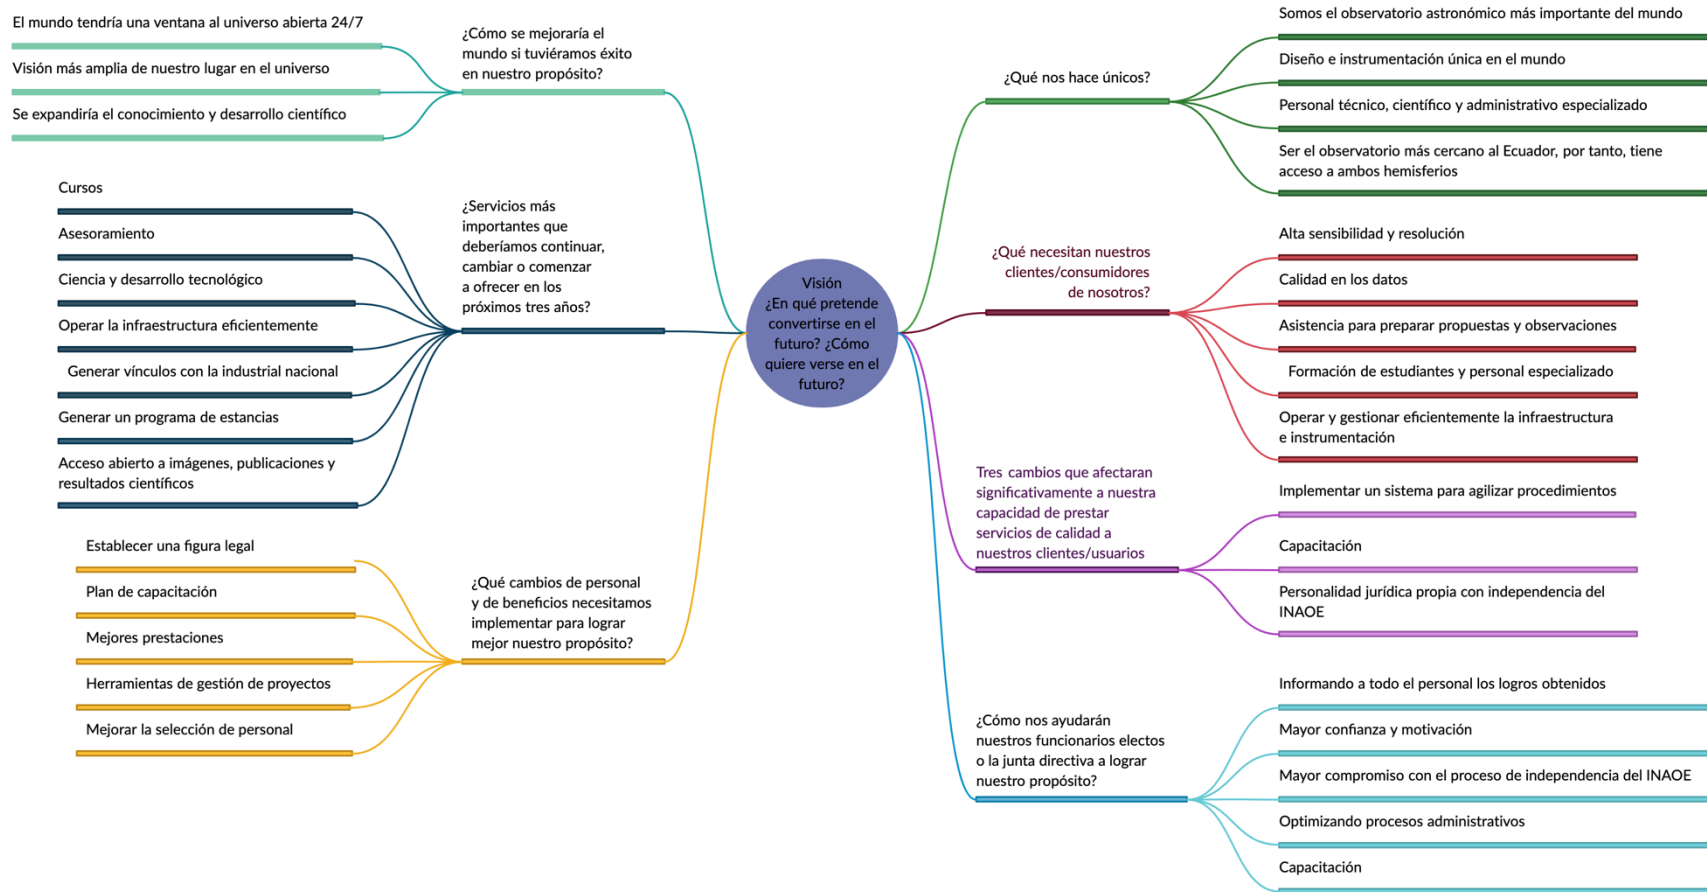 El mundo tendría una ventana al universo abierta 24/7
Visión más amplia de nuestro lugar en el universo
Se expandiría el conocimiento y desarrollo científico
¿Cómo se mejoraría el
mundo si tuviéramos éxito
en nuestro propósito?
Cursos
Asesoramiento
Ciencia y desarrollo tecnológico
Operar la infraestructura eficientemente
Generar vínculos con la industrial nacional
Generar un programa de estancias
Acceso abierto a imágenes, publicaciones y
resultados científicos
¿Servicios más
importantes que
deberíamos continuar,
cambiar o comenzar
a ofrecer en los
próximos tres años?
Establecer una figura legal
Plan de capacitación
Mejores prestaciones
Herramientas de gestión de proyectos
Mejorar la selección de personal
¿Qué cambios de personal
y de beneficios necesitamos
implementar para lograr
mejor nuestro propósito?
Visión
¿En qué pretende
convertirse en el
futuro? ¿Cómo
quiere verse en el
futuro?
¿Qué nos hace únicos?
Somos el observatorio astronómico más importante del mundo
Diseño e instrumentación única en el mundo
Personal técnico, científico y administrativo especializado
Ser el observatorio más cercano al Ecuador, por tanto, tiene
acceso a ambos hemisferios
¿Qué necesitan nuestros
clientes/consumidores
de nosotros?
Alta sensibilidad y resolución
Calidad en los datos
Asistencia para preparar propuestas y observaciones
Formación de estudiantes y personal especializado
Operar y gestionar eficientemente la infraestructura
e instrumentación
Tres cambios que afectaran
significativamente a nuestra
capacidad de prestar
servicios de calidad a
nuestros clientes/usuarios
Implementar un sistema para agilizar procedimientos
Capacitación
Personalidad jurídica propia con independencia del
INAOE
¿Cómo nos ayudarán
nuestros funcionarios electos
o la junta directiva a lograr
nuestro propósito?
Informando a todo el personal los logros obtenidos
Mayor confianza y motivación
Mayor compromiso con el proceso de independencia del INAOE
Optimizando procesos administrativos
Capacitación